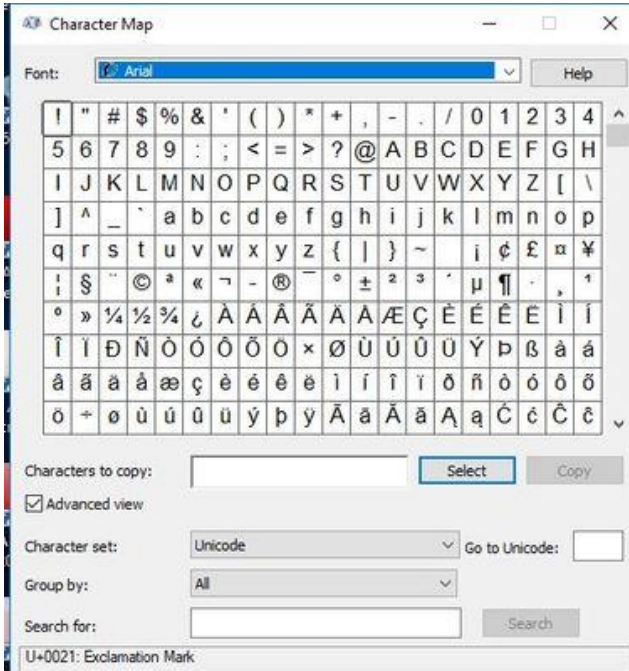 Character Map
Font: Arial Help
! " # $ % & ' ( ) * + , - . / 0 1 2 3 4
5 6 7 8 9 : ; < = > ? @ A B C D E F G H
I J K L M N O P Q R S T U V W X Y Z [ \
] ^ _ ` a b c d e f g h i j k l m n o p
q r s t u v w x y z { | } ~ ¡ ¢ £ ¤ ¥
¦ § ¨ © ª « ¬ - ® ¯ ° ± ² ³ ´ µ ¶ · ¸ ¹
º » ¼ ½ ¾ ¿ À Á Â Ã Ä Å Æ Ç È É Ê Ë Ì Í
Î Ï Ð Ñ Ò Ó Ô Õ Ö × Ø Ù Ú Û Ü Ý Þ ß à á
â ã ä å æ ç è é ê ë ì í î ï ð ñ ò ó ô õ
ö ÷ ø ù ú û ü ý þ ÿ Ā ā Ă ă Ą ą Ć ć Ĉ ĉ
Characters to copy: Select Copy
Advanced view
Character set: Unicode Go to Unicode:
Group by: All
Search for: Search
U+0021: Exclamation Mark